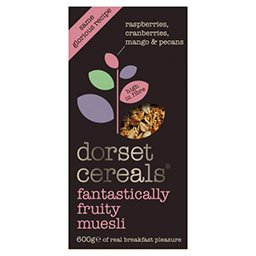 same
glorious recipe
raspberries,
cranberries,
mango & pecans
high
in fibre
dorset
cereals®
fantastically
fruity
muesli
600g℮ of real breakfast pleasure